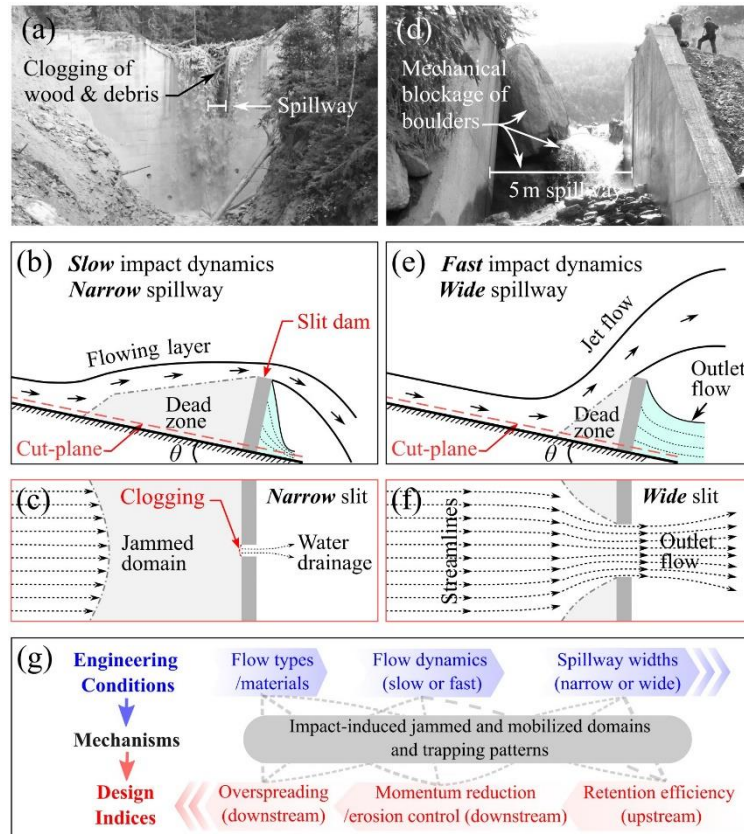 (a)
Clogging of
wood & debris
Spillway
(d)
Mechanical
blockage of
boulders
5 m spillway
(b)
Slow impact dynamics
Narrow spillway
Slit dam
Flowing layer
Dead
zone
Cut-plane
θ
(e)
Fast impact dynamics
Wide spillway
Jet flow
Outlet
flow
Dead
zone
Cut-plane
θ
(c)
Clogging
Narrow slit
Jammed
domain
Water
drainage
(f)
Wide slit
Streamlines
Outlet
flow
(g)
Engineering
Conditions
Flow types
/materials
Flow dynamics
(slow or fast)
Spillway widths
(narrow or wide)
Mechanisms
Impact-induced jammed and mobilized domains
and trapping patterns
Design
Indices
Overspreading
(downstream)
Momentum reduction
/erosion control (downstream)
Retention efficiency
(upstream)